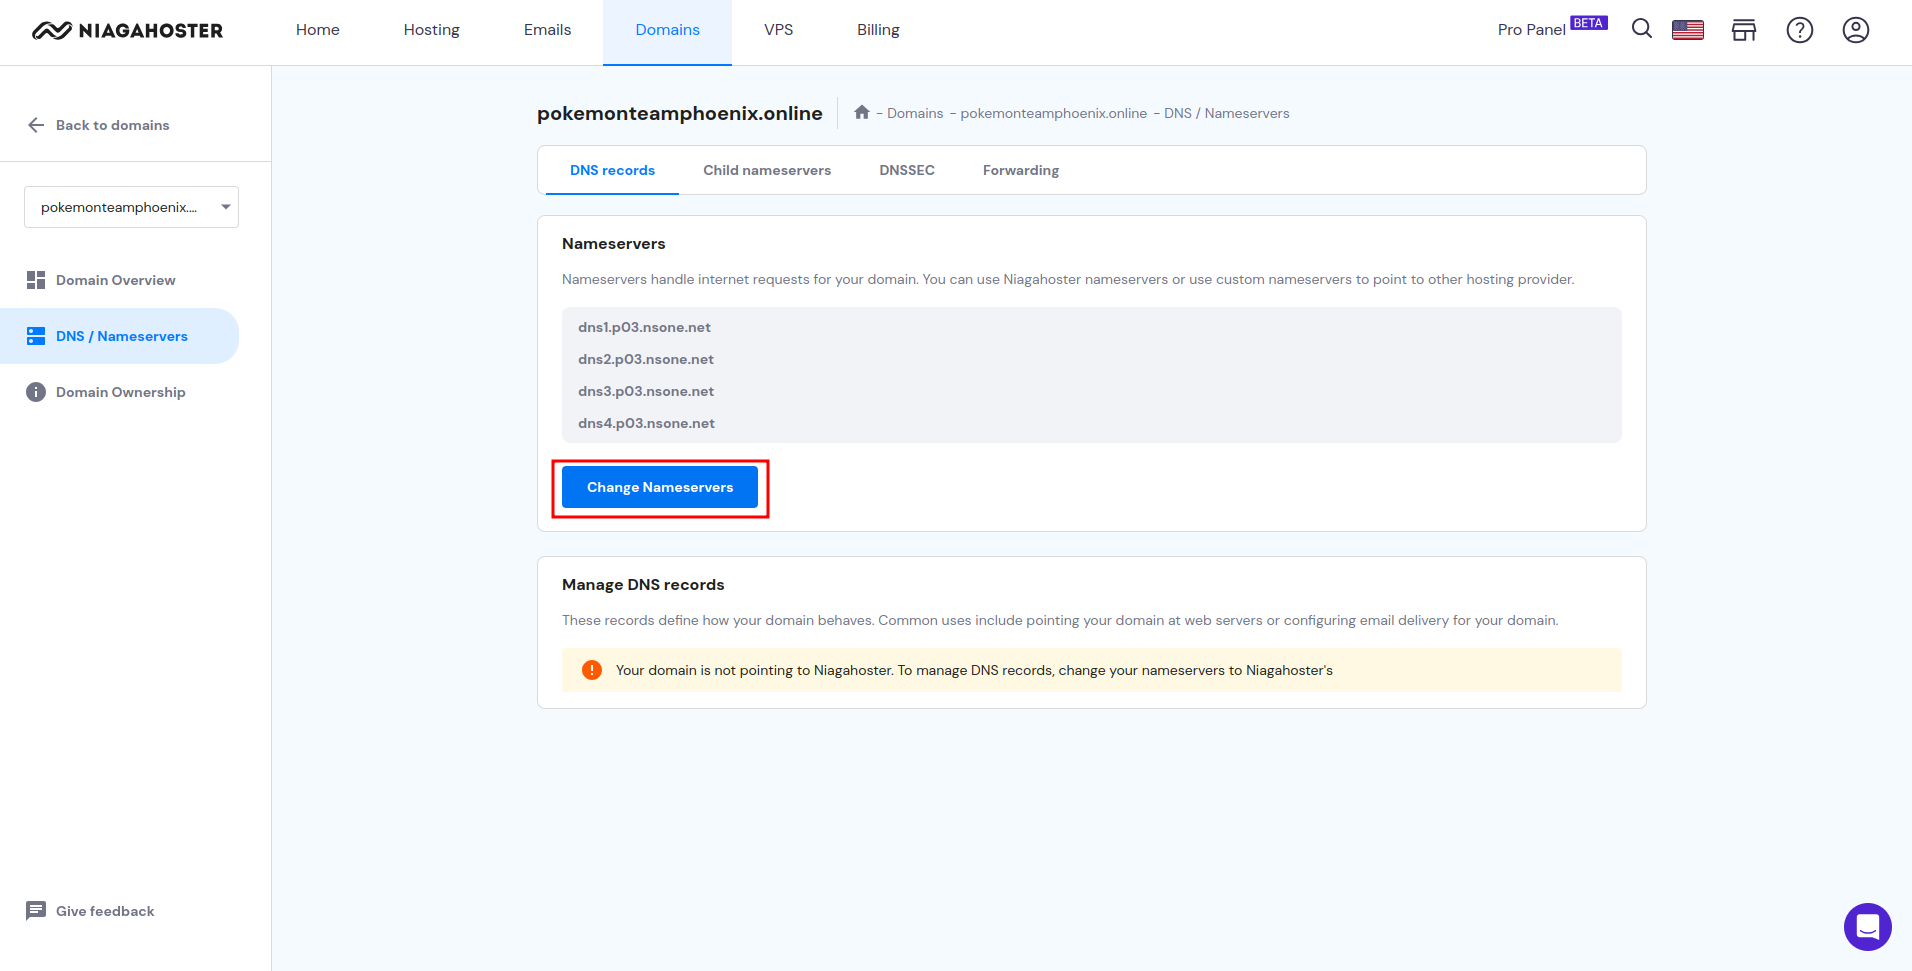 NIAGAHOSTER
Home
Hosting
Emails
Domains
VPS
Billing
Pro Panel BETA
Back to domains
pokemonteamphoenix....
Domain Overview
DNS / Nameservers
Domain Ownership
Give feedback
pokemonteamphoenix.online
- Domains - pokemonteamphoenix.online - DNS / Nameservers
DNS records
Child nameservers
DNSSEC
Forwarding
Nameservers
Nameservers handle internet requests for your domain. You can use Niagahoster nameservers or use custom nameservers to point to other hosting provider.
dns1.p03.nsone.net
dns2.p03.nsone.net
dns3.p03.nsone.net
dns4.p03.nsone.net
Change Nameservers
Manage DNS records
These records define how your domain behaves. Common uses include pointing your domain at web servers or configuring email delivery for your domain.
Your domain is not pointing to Niagahoster. To manage DNS records, change your nameservers to Niagahoster's